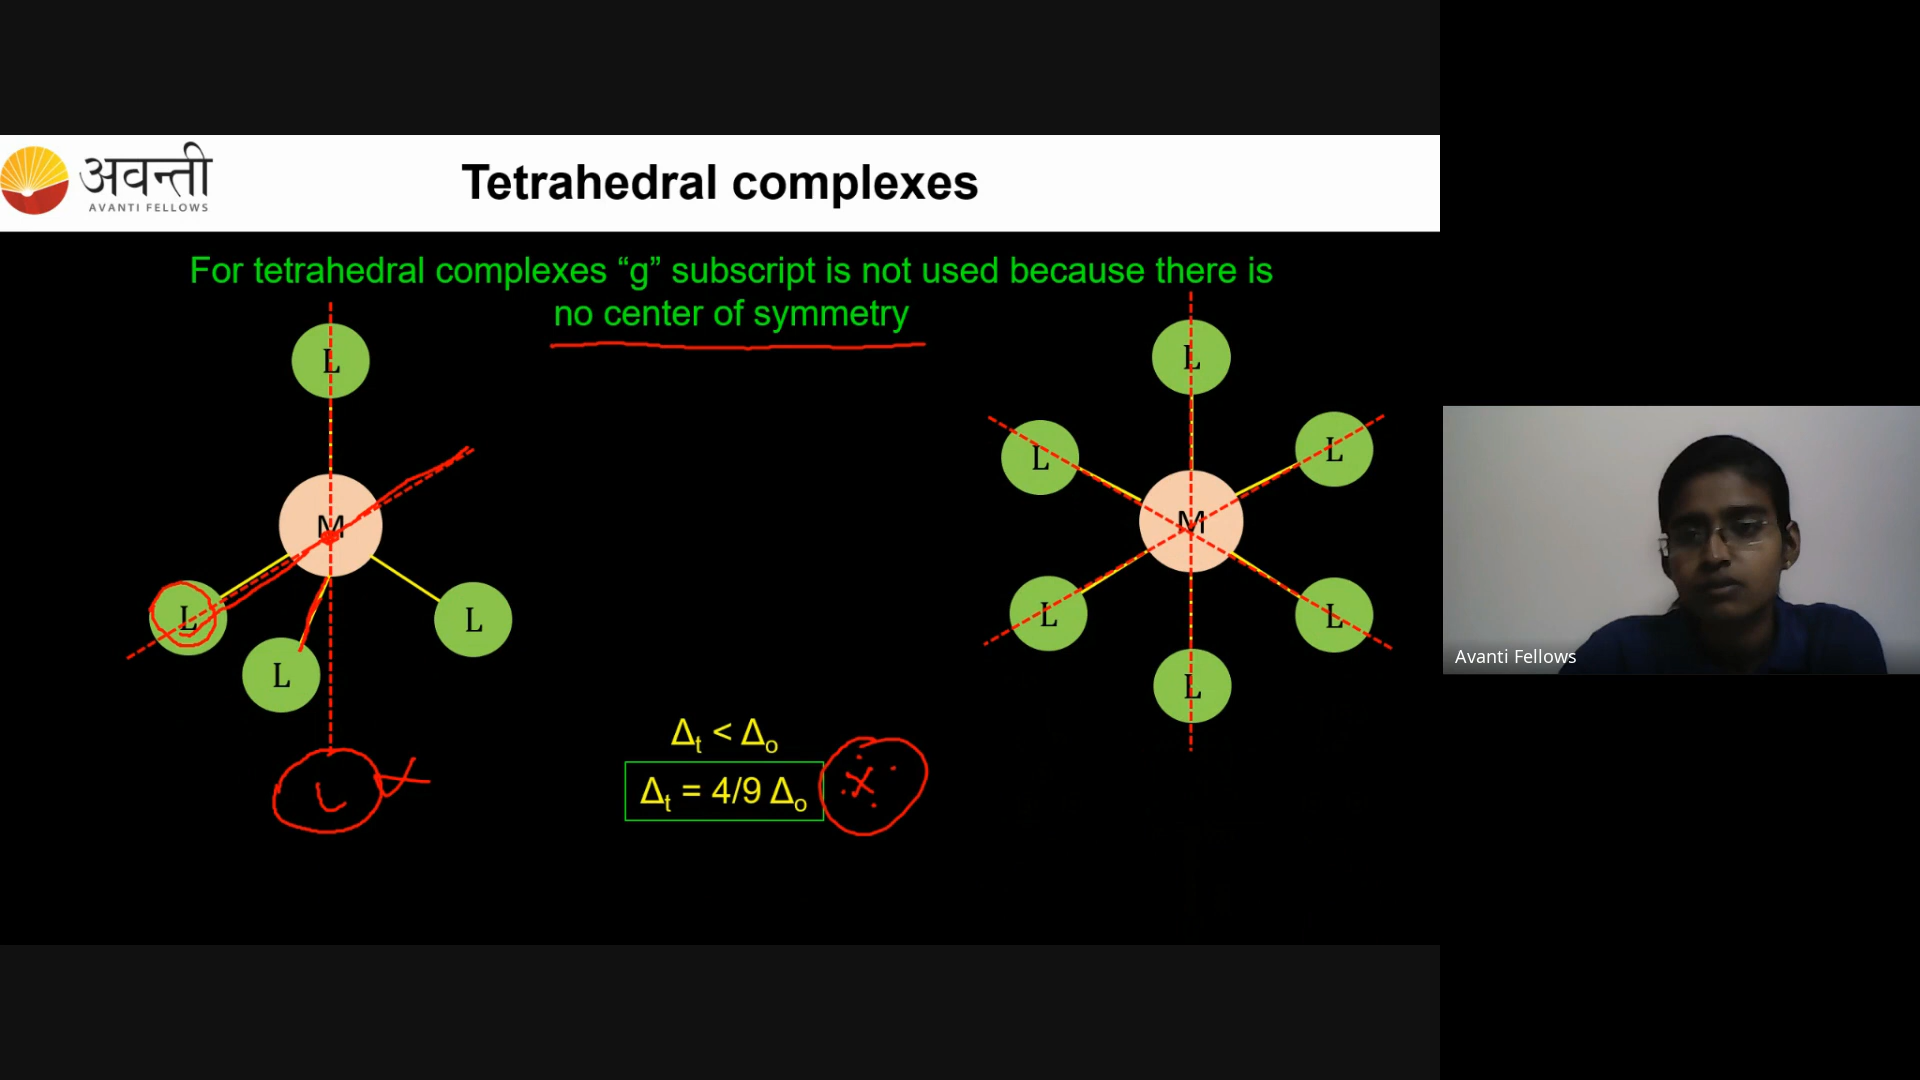 अवन्ती
AVANTI FELLOWS
Tetrahedral complexes
For tetrahedral complexes “g” subscript is not used because there is
no center of symmetry
L
M
L
L
L
L
L
L
L
M
L
L
L
Δt < Δo
Δt = 4/9 Δo
Avanti Fellows